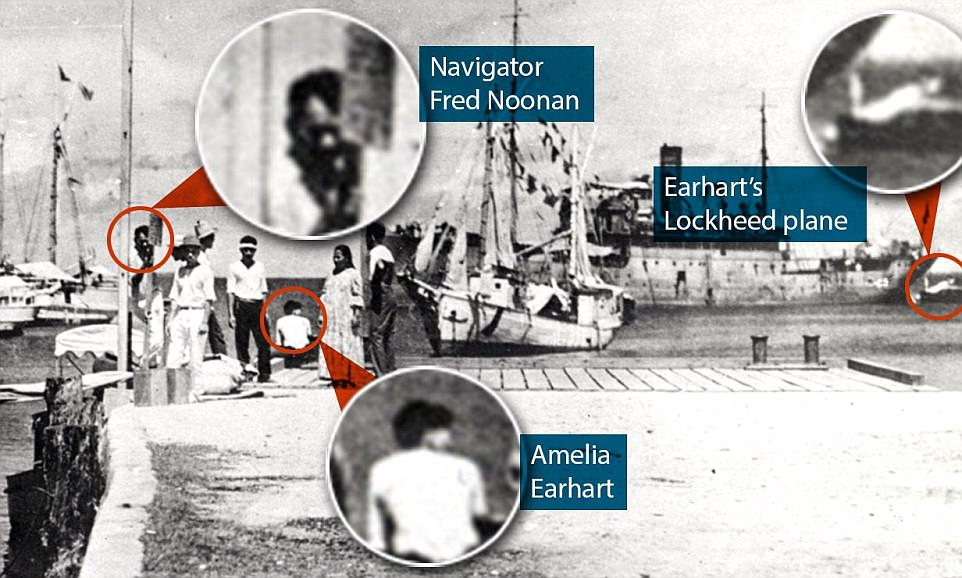 Navigator
Fred Noonan
Earhart's
Lockheed plane
Amelia
Earhart